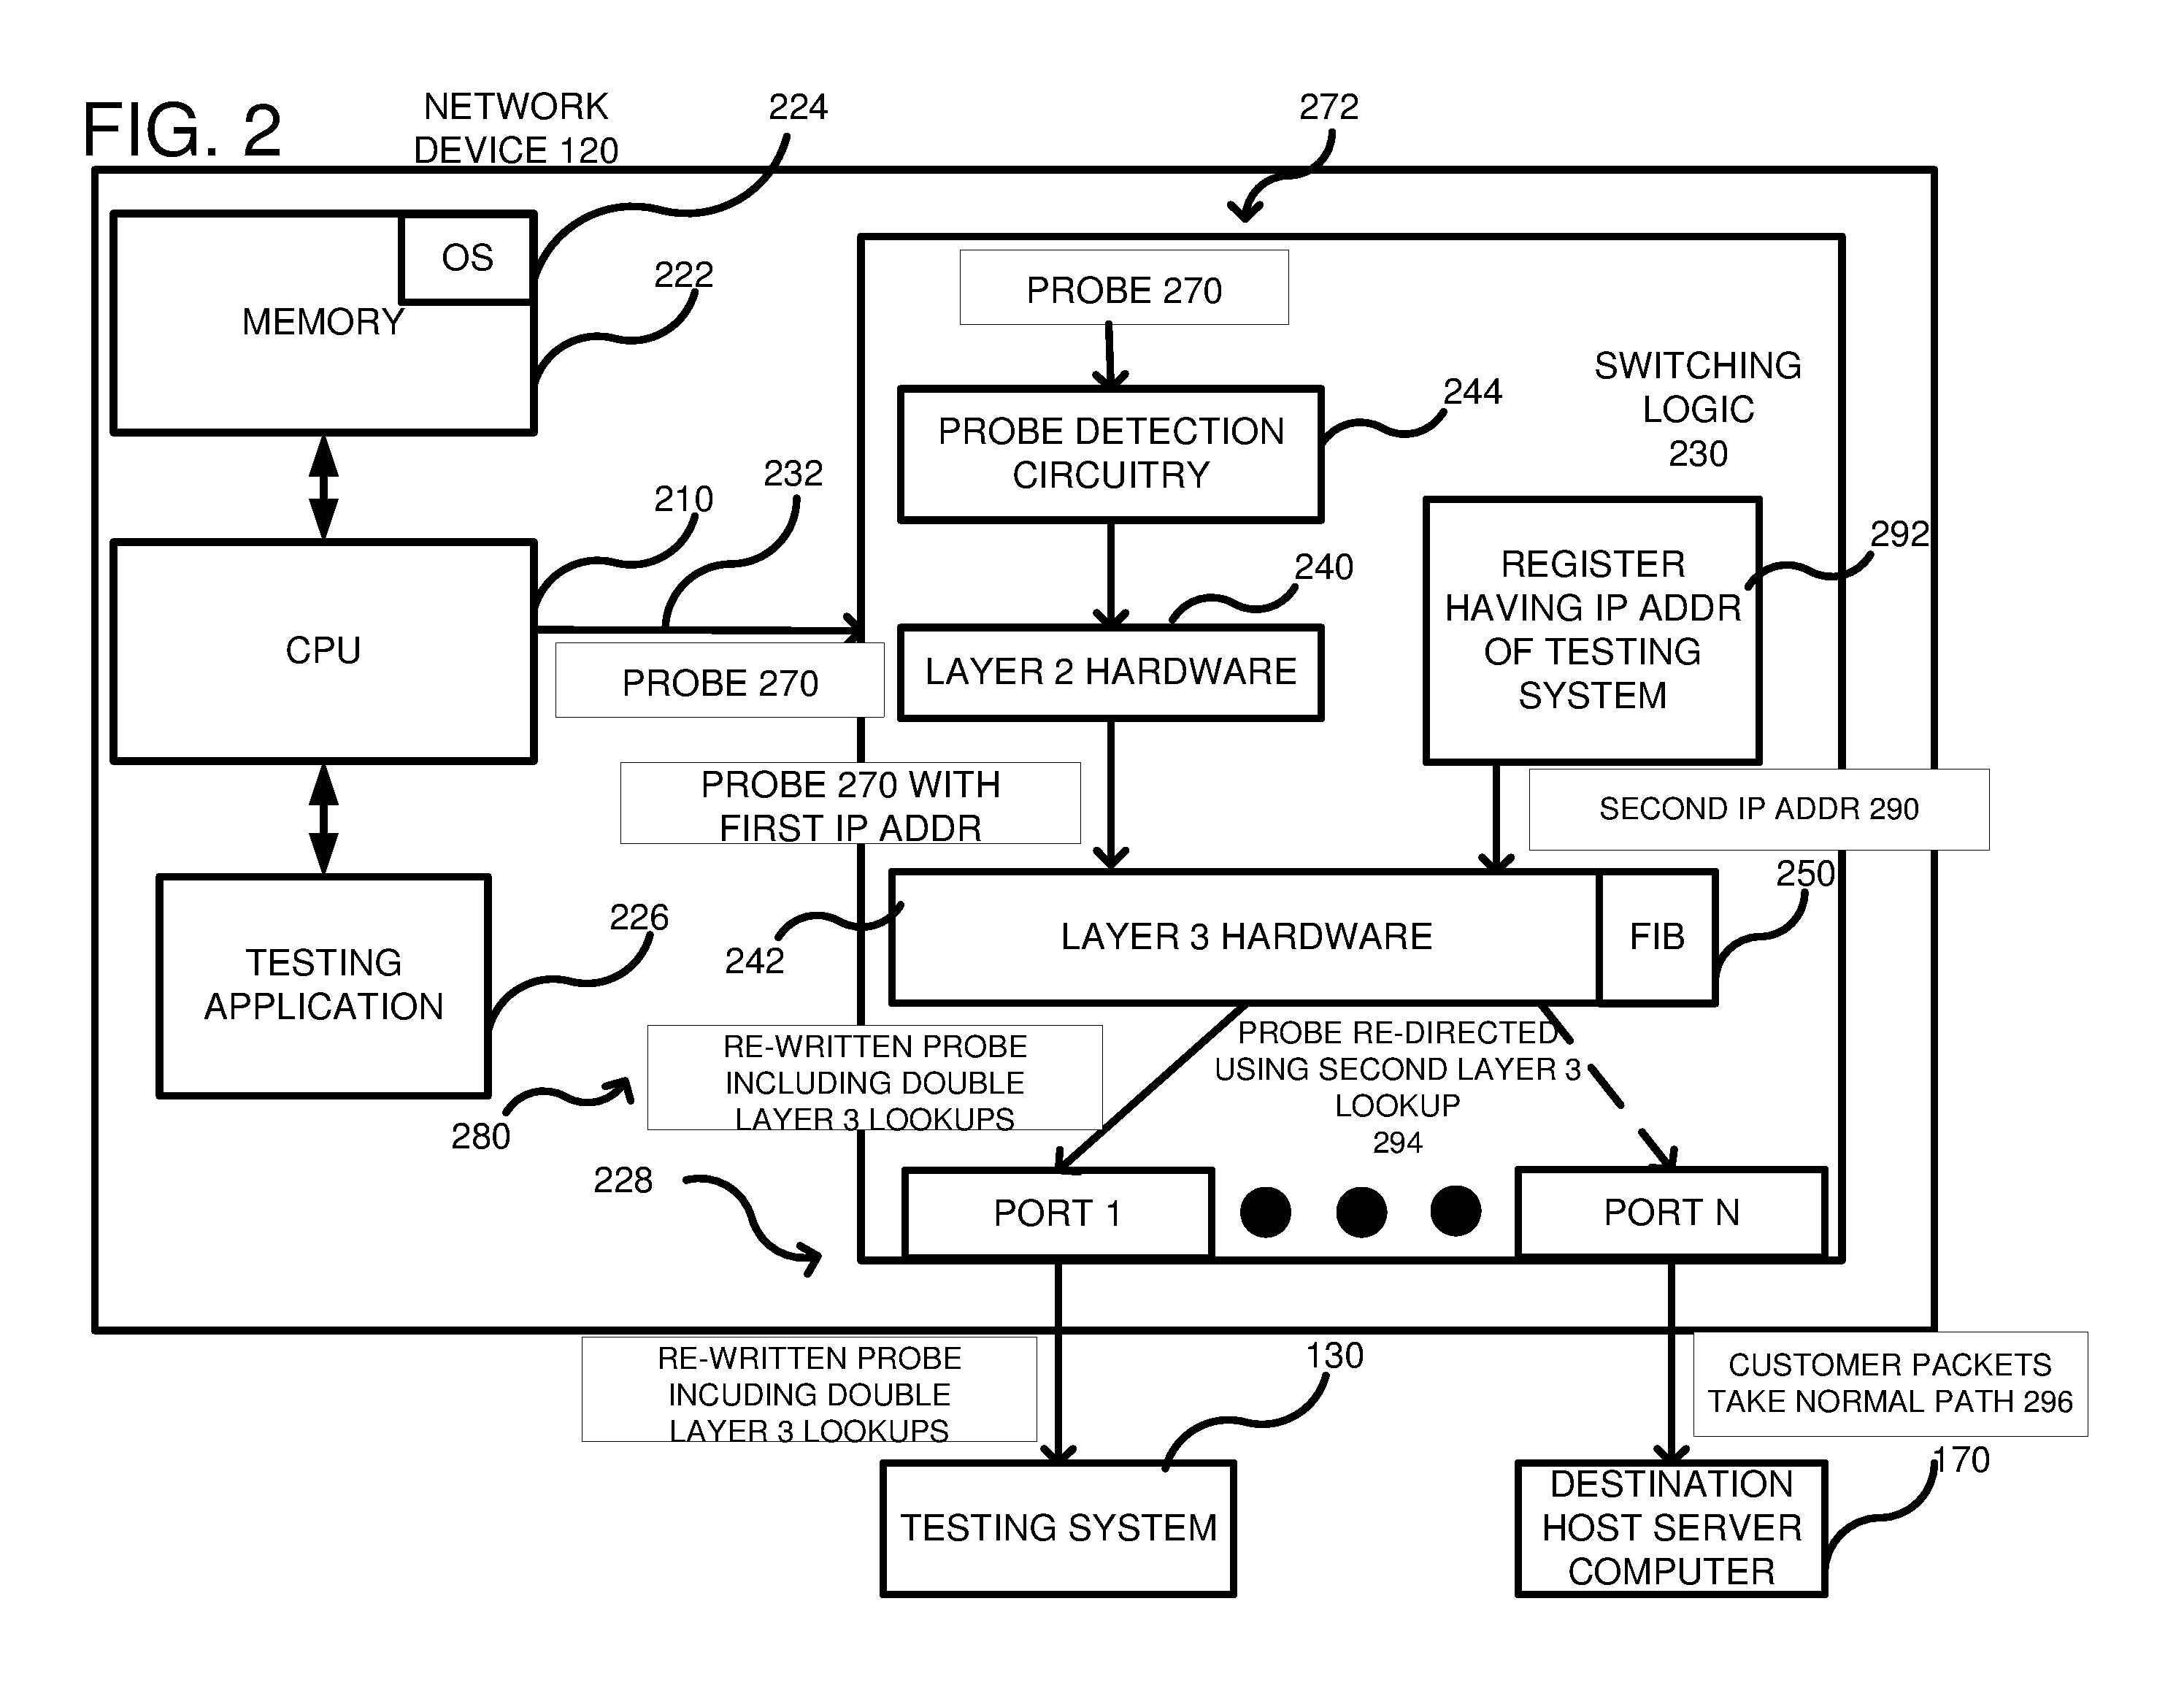 FIG. 2
NETWORK
DEVICE 120
224
272
OS
MEMORY
222
PROBE 270
SWITCHING
LOGIC
230
244
PROBE DETECTION
CIRCUITRY
232
210
292
REGISTER
HAVING IP ADDR
OF TESTING
SYSTEM
240
CPU
PROBE 270
LAYER 2 HARDWARE
PROBE 270 WITH
FIRST IP ADDR
SECOND IP ADDR 290
250
226
242
LAYER 3 HARDWARE
FIB
TESTING
APPLICATION
RE-WRITTEN PROBE
INCLUDING DOUBLE
LAYER 3 LOOKUPS
280
PROBE RE-DIRECTED
USING SECOND LAYER 3
LOOKUP
294
228
PORT 1
PORT N
RE-WRITTEN PROBE
INCUDING DOUBLE
LAYER 3 LOOKUPS
130
CUSTOMER PACKETS
TAKE NORMAL PATH 296
170
TESTING SYSTEM
DESTINATION
HOST SERVER
COMPUTER